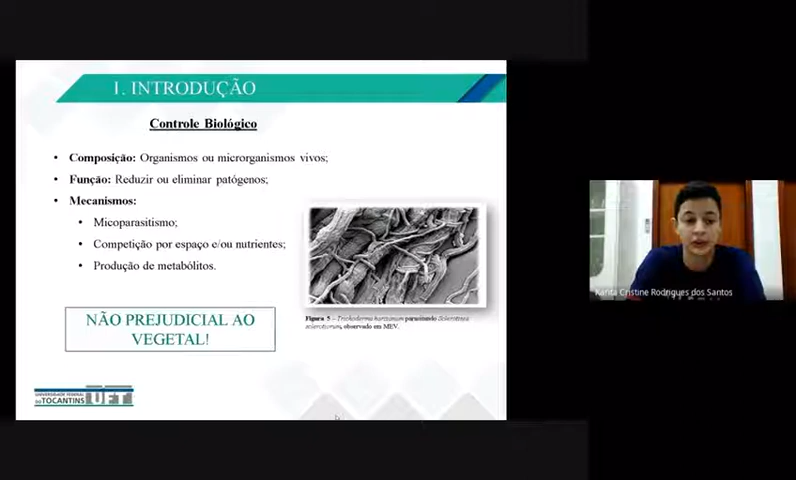 1. INTRODUÇÃO
Controle Biológico
• Composição: Organismos ou microrganismos vivos;
• Função: Reduzir ou eliminar patógenos;
• Mecanismos:
• Micoparasitismo;
• Competição por espaço e/ou nutrientes;
• Produção de metabólitos.
NÃO PREJUDICIAL AO
VEGETAL!
Figura 5 – Trichoderma harzianum parasitando Sclerotinia
sclerotiorum, observado em MEV.
UNIVERSIDADE FEDERAL
DO TOCANTINS UFT
Karita Cristine Rodrigues dos Santos